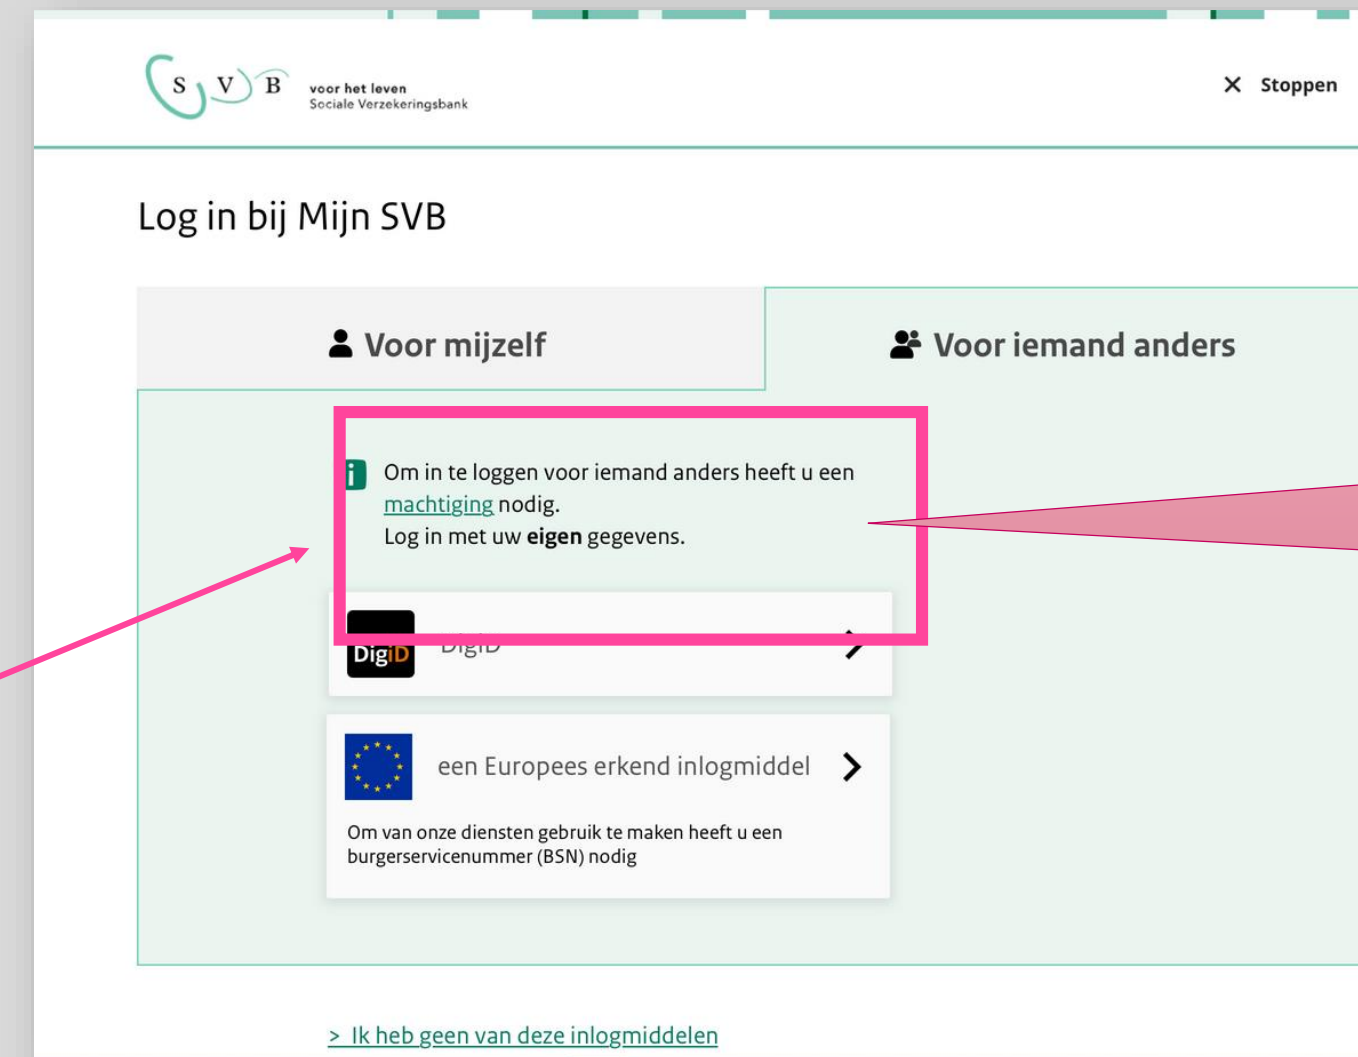 S V B
voor het leven
Sociale Verzekeringsbank
Stoppen
Log in bij Mijn SVB
Voor mijzelf
Voor iemand anders
i
Om in te loggen voor iemand anders heeft u een
machtiging nodig.
Log in met uw eigen gegevens.
DigiD DigiD
een Europees erkend inlogmiddel
Om van onze diensten gebruik te maken heeft u een
burgerservicenummer (BSN) nodig
> Ik heb geen van deze inlogmiddelen